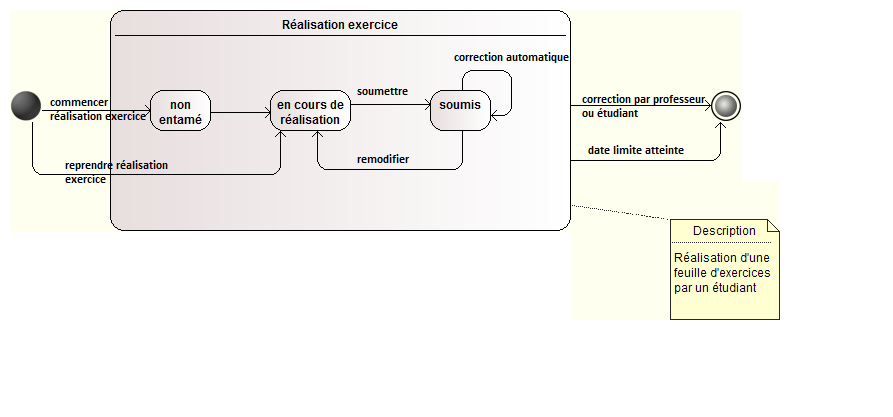 Réalisation exercice
correction automatique
commencer
réalisation exercice
non
entamé
en cours de
réalisation
soumettre
soumis
correction par professeur
ou étudiant
remodifier
date limite atteinte
reprendre réalisation
exercice
Description
Réalisation d'une
feuille d'exercices
par un étudiant